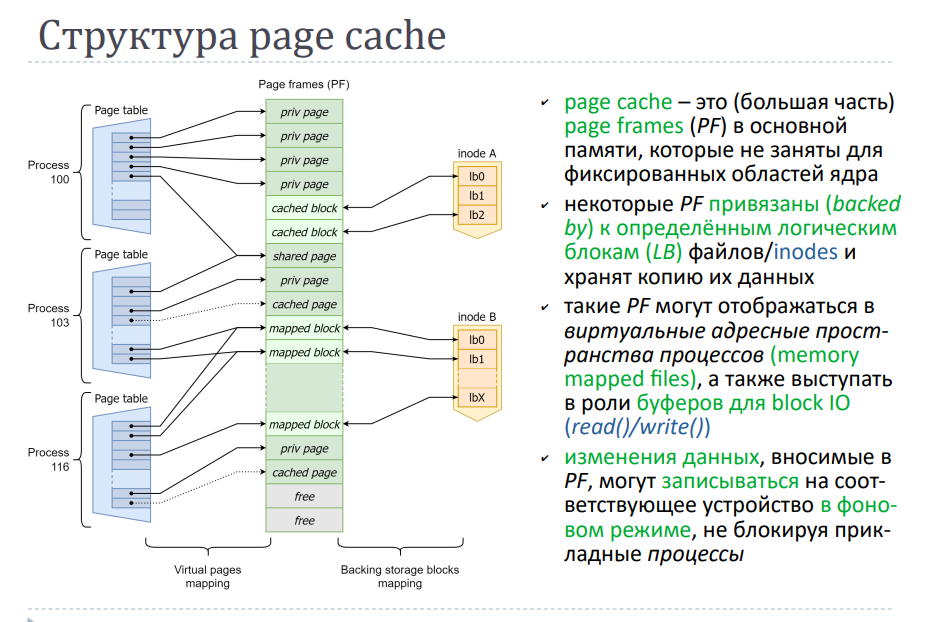 Структура page cache
Page frames (PF)
Page table
Process
100
Page table
Process
103
Page table
Process
116
priv page
priv page
priv page
priv page
cached block
cached block
shared page
priv page
cached page
mapped block
mapped block
mapped block
priv page
cached page
free
free
inode A
lb0
lb1
lb2
inode B
lb0
lb1
lbX
Virtual pages
mapping
Backing storage blocks
mapping
✔ page cache – это (большая часть)
page frames (PF) в основной
памяти, которые не заняты для
фиксированных областей ядра
✔ некоторые PF привязаны (backed
by) к определённым логическим
блокам (LB) файлов/inodes и
хранят копию их данных
✔ такие PF могут отображаться в
виртуальные адресные прост-
ранства процессов (memory
mapped files), а также выступать
в роли буферов для block IO
(read()/write())
✔ изменения данных, вносимые в
PF, могут записываться на соот-
ветствующее устройство в фоно-
вом режиме, не блокируя прик-
ладные процессы